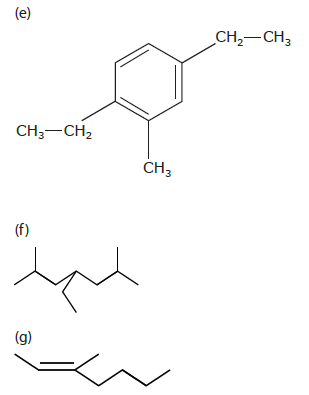 (e)
CH₂—CH₃
CH₃—CH₂
CH₃
(f)
(g)